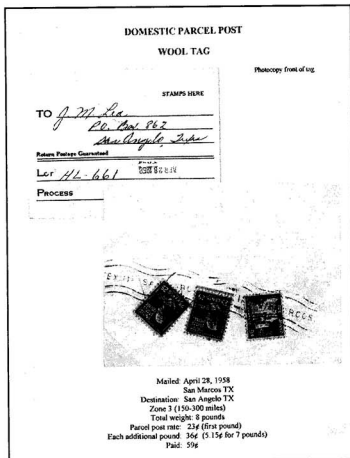 DOMESTIC PARCEL POST
WOOL TAG
Photocopy front of tag
STAMPS HERE
TO J. M. Lea
P.O. Box 862
San Angelo, Texas
Return Postage Guaranteed
Lot HL-661
PROCESS
Mailed: April 28, 1958
San Marcos TX
Destination: San Angelo TX
Zone 3 (150-300 miles)
Total weight: 8 pounds
Parcel post rate: 23¢ (first pound)
Each additional pound: 36¢ (5.15¢ for 7 pounds)
Paid: 59¢